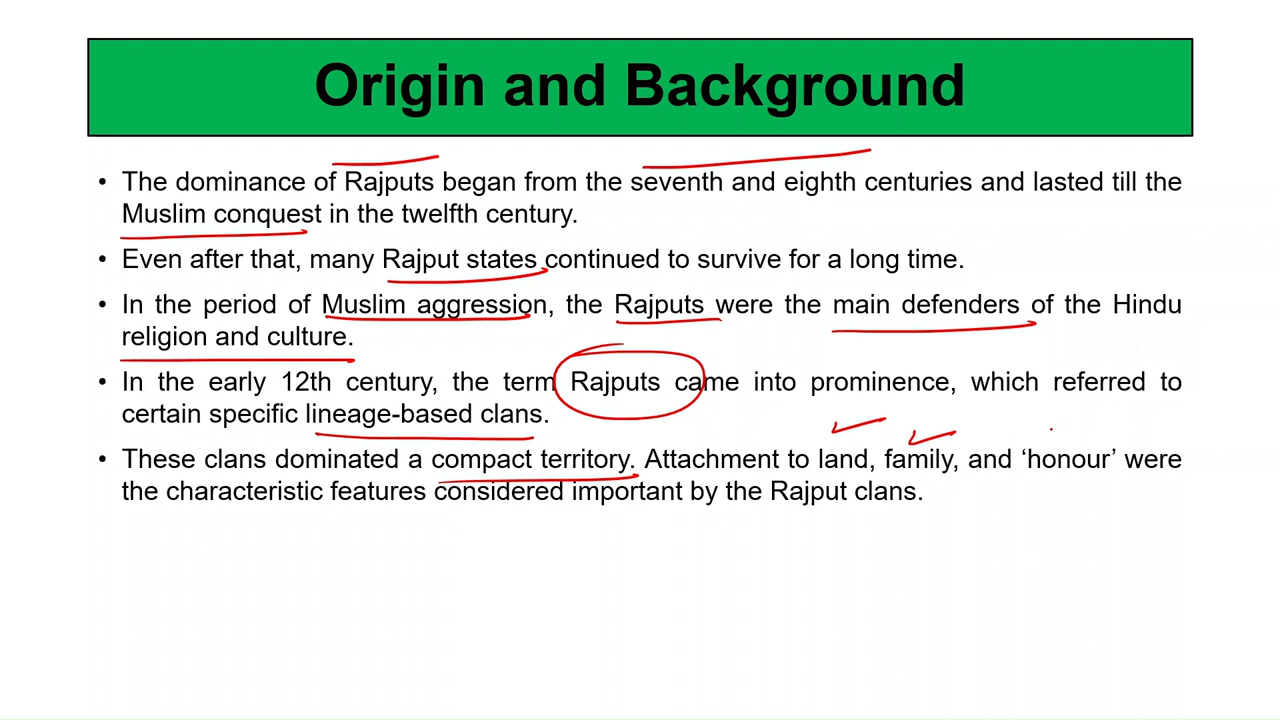 Origin and Background
• The dominance of Rajputs began from the seventh and eighth centuries and lasted till the
Muslim conquest in the twelfth century.
• Even after that, many Rajput states continued to survive for a long time.
• In the period of Muslim aggression, the Rajputs were the main defenders of the Hindu
religion and culture.
• In the early 12th century, the term Rajputs came into prominence, which referred to
certain specific lineage-based clans.
• These clans dominated a compact territory. Attachment to land, family, and ‘honour’ were
the characteristic features considered important by the Rajput clans.